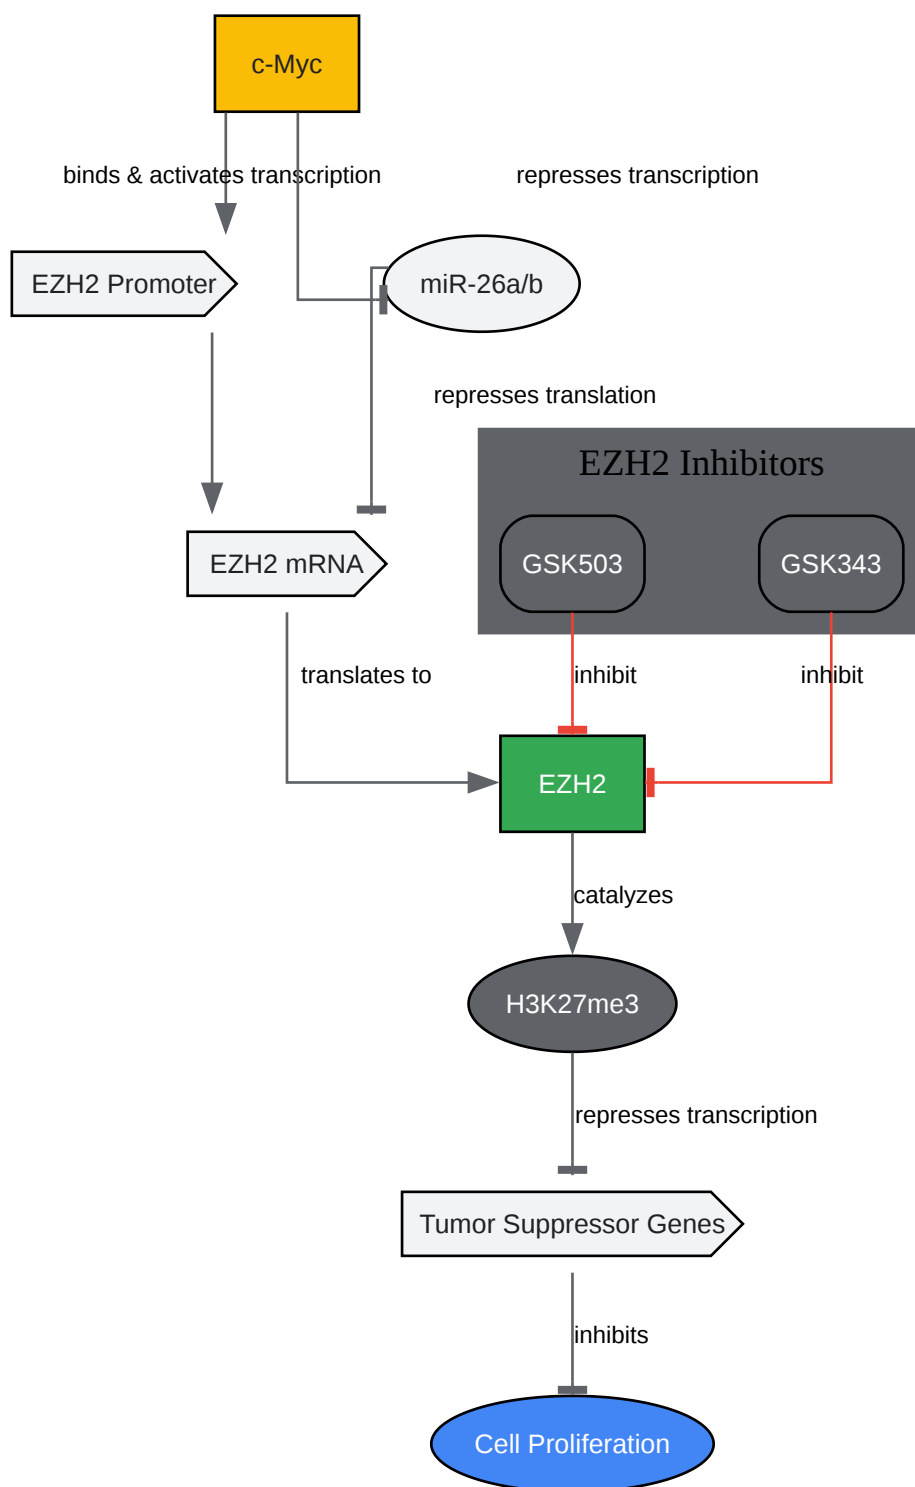 c-Myc
binds & activates transcription
represses transcription
EZH2 Promoter
miR-26a/b
represses translation
EZH2 Inhibitors
EZH2 mRNA
GSK503
GSK343
translates to
inhibit
inhibit
EZH2
catalyzes
H3K27me3
represses transcription
Tumor Suppressor Genes
inhibits
Cell Proliferation